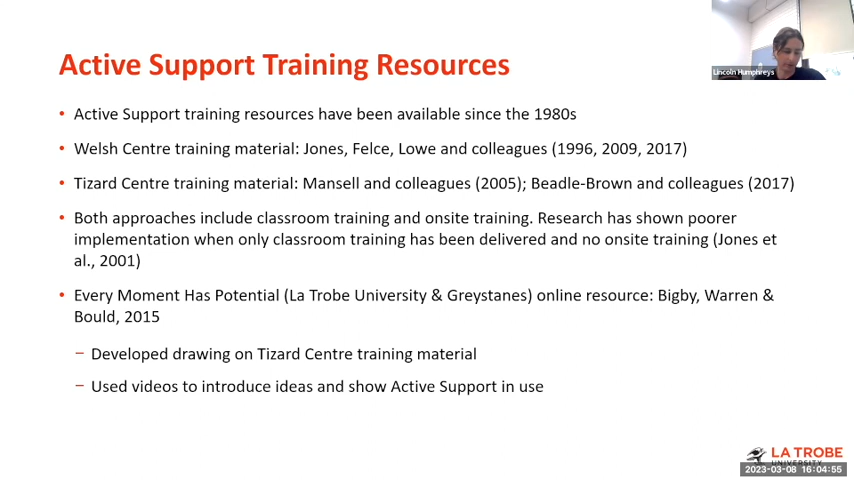 Active Support Training Resources
Lincoln Humphreys
• Active Support training resources have been available since the 1980s
• Welsh Centre training material: Jones, Felce, Lowe and colleagues (1996, 2009, 2017)
• Tizard Centre training material: Mansell and colleagues (2005); Beadle-Brown and colleagues (2017)
• Both approaches include classroom training and onsite training. Research has shown poorer
implementation when only classroom training has been delivered and no onsite training (Jones et
al., 2001)
• Every Moment Has Potential (La Trobe University & Greystanes) online resource: Bigby, Warren &
Bould, 2015
– Developed drawing on Tizard Centre training material
– Used videos to introduce ideas and show Active Support in use
LA TROBE
UNIVERSITY
2023-03-08 16:04:55